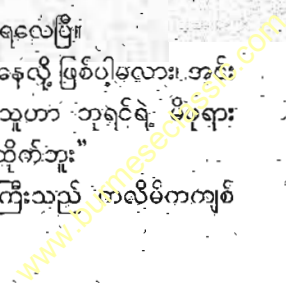 ရလေပြီ။
နေလို့ ဖြစ်ပါ့မလား၊ အင်း
သူဟာ ဘုရင်ရဲ့ မိဖုရား
ထိုက်ဘူး”
ကြီးသည် ကလိမ်ကကျစ်
www.burmeseclassic.com